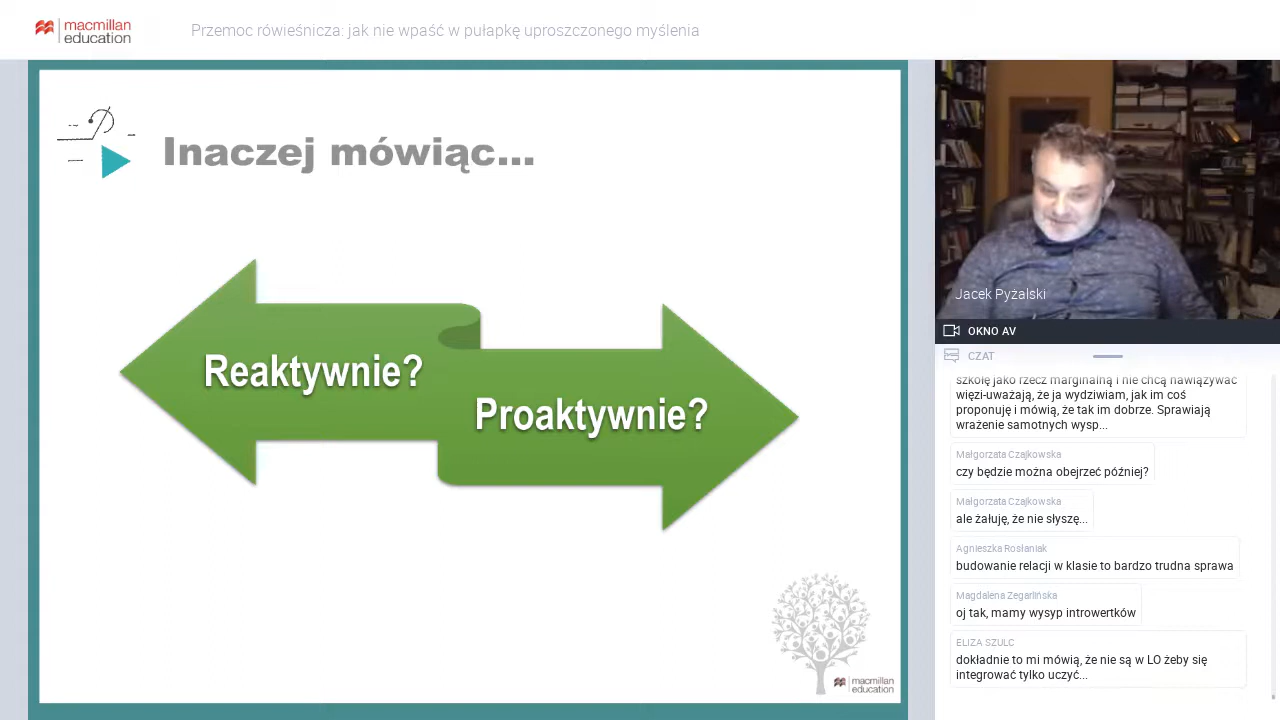 macmillan
education
Przemoc rówieśnicza: jak nie wpaść w pułapkę uproszczonego myślenia
Inaczej mówiąc...
Reaktywnie?
Proaktywnie?
macmillan
education
Jacek Pyżalski
OKNO AV
CZAT
szkołę jako rzecz marginalną i nie chcą nawiązywać
więzi-uważają, że ja wydziwiam, jak im coś
proponuję i mówią, że tak im dobrze. Sprawiają
wrażenie samotnych wysp...
Małgorzata Czajkowska
czy będzie można obejrzeć później?
Małgorzata Czajkowska
ale żałuję, że nie słyszę...
Agnieszka Rosłaniak
budowanie relacji w klasie to bardzo trudna sprawa
Magdalena Zegarlińska
oj tak, mamy wysyp introwertków
ELIZA SZULC
dokładnie to mi mówią, że nie są w LO żeby się
integrować tylko uczyć...